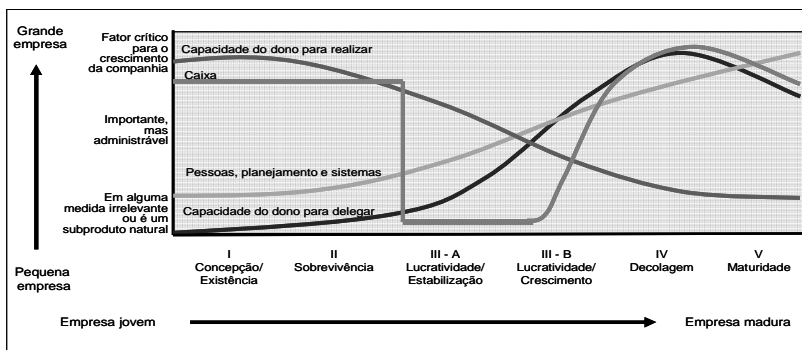 Grande
empresa
Pequena
empresa
Fator crítico
para o
crescimento
da companhia
Importante,
mas
administrável
Em alguma
medida irrelevante
ou é um
subproduto natural
Capacidade do dono para realizar
Caixa
Pessoas, planejamento e sistemas
Capacidade do dono para delegar
I
Concepção/
Existência
II
Sobrevivência
III - A
Lucratividade/
Estabilização
III - B
Lucratividade/
Crescimento
IV
Decolagem
V
Maturidade
Empresa jovem
Empresa madura